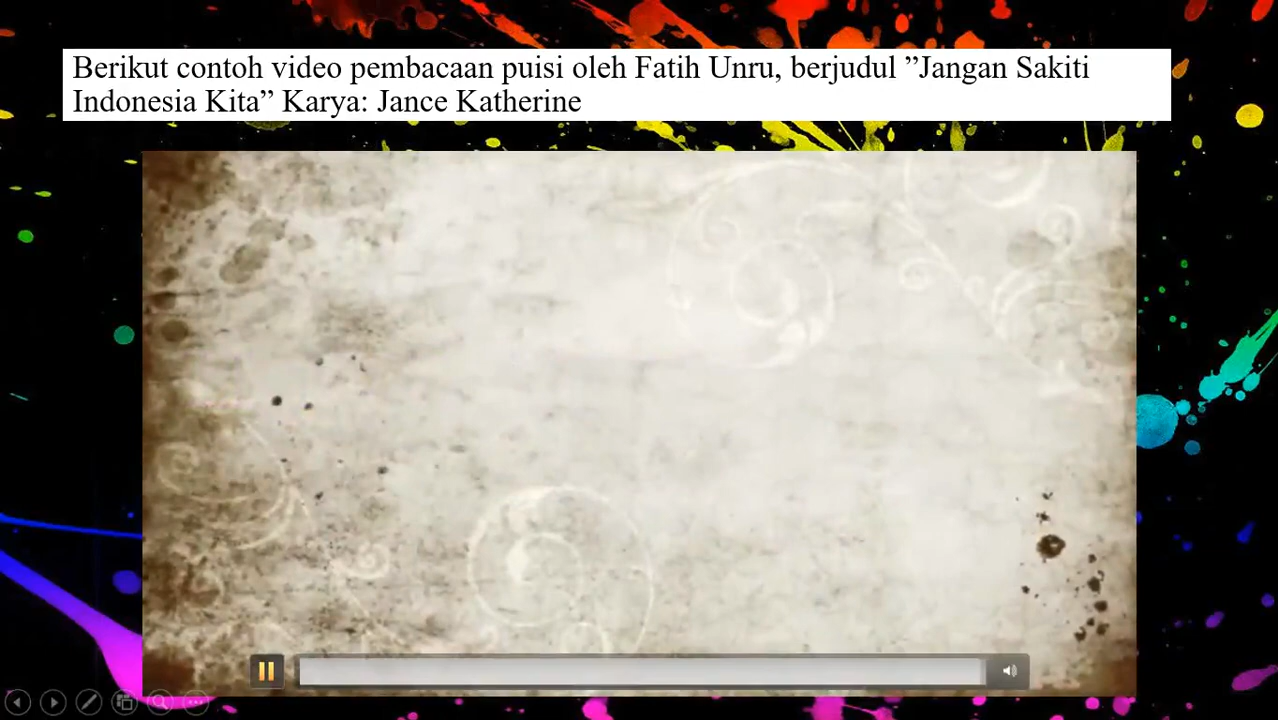 Berikut contoh video pembacaan puisi oleh Fatih Unru, berjudul ”Jangan Sakiti
Indonesia Kita” Karya: Jance Katherine